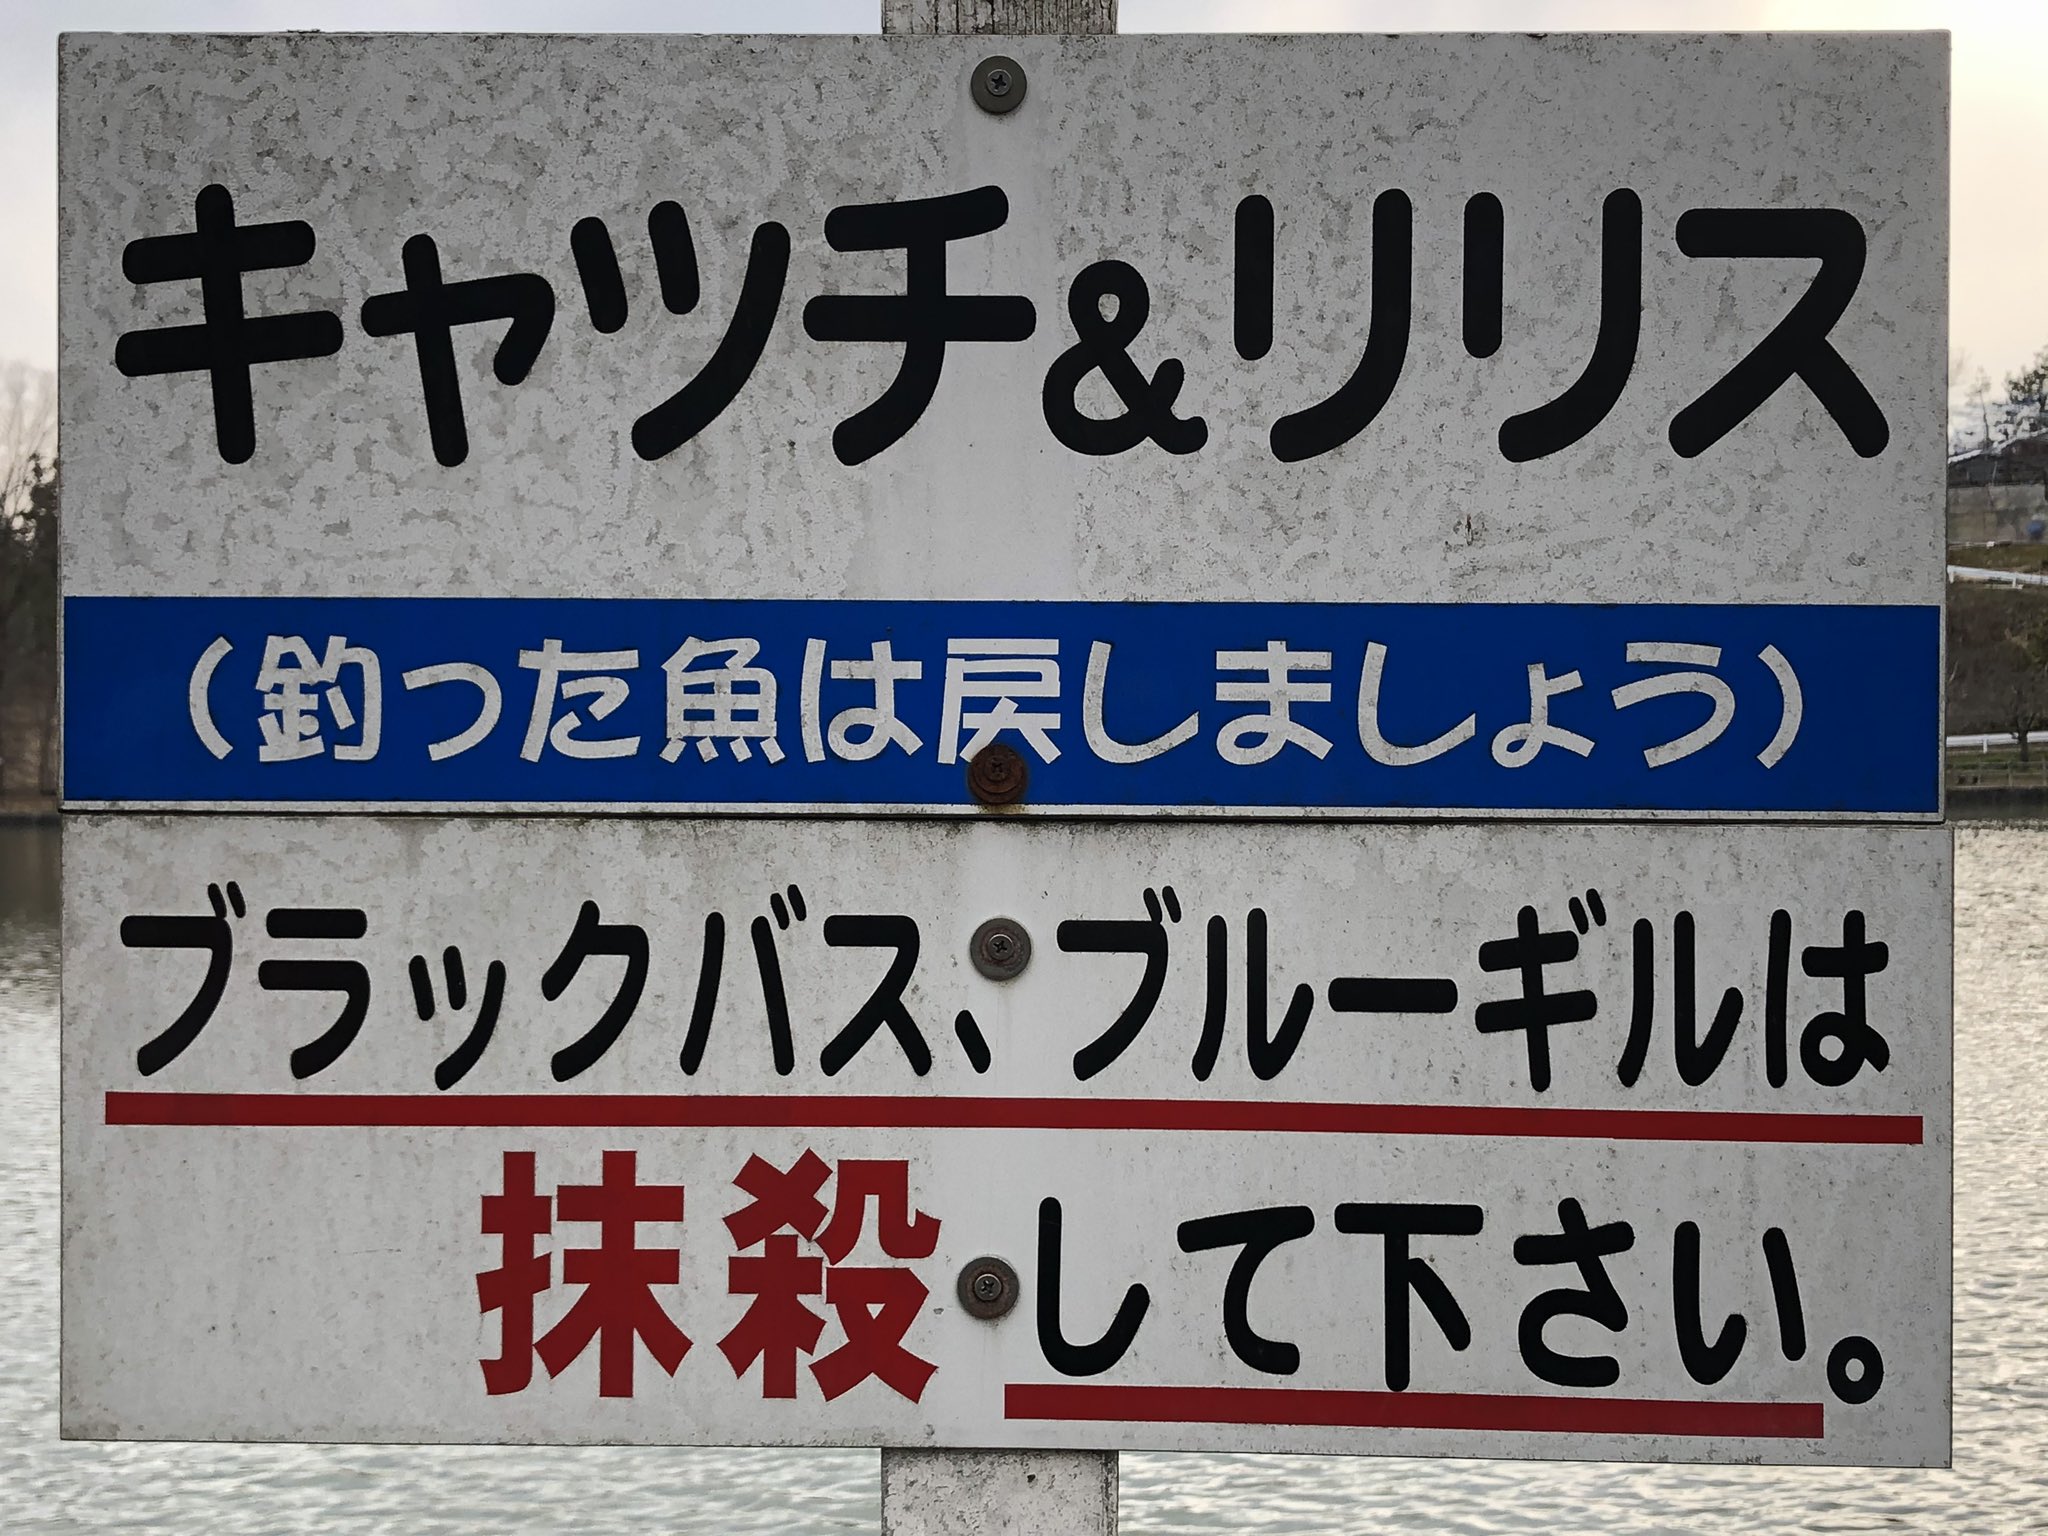 キャッチ&リリス
(釣った魚は戻しましょう)
ブラックバス、ブルーギルは
抹殺して下さい。